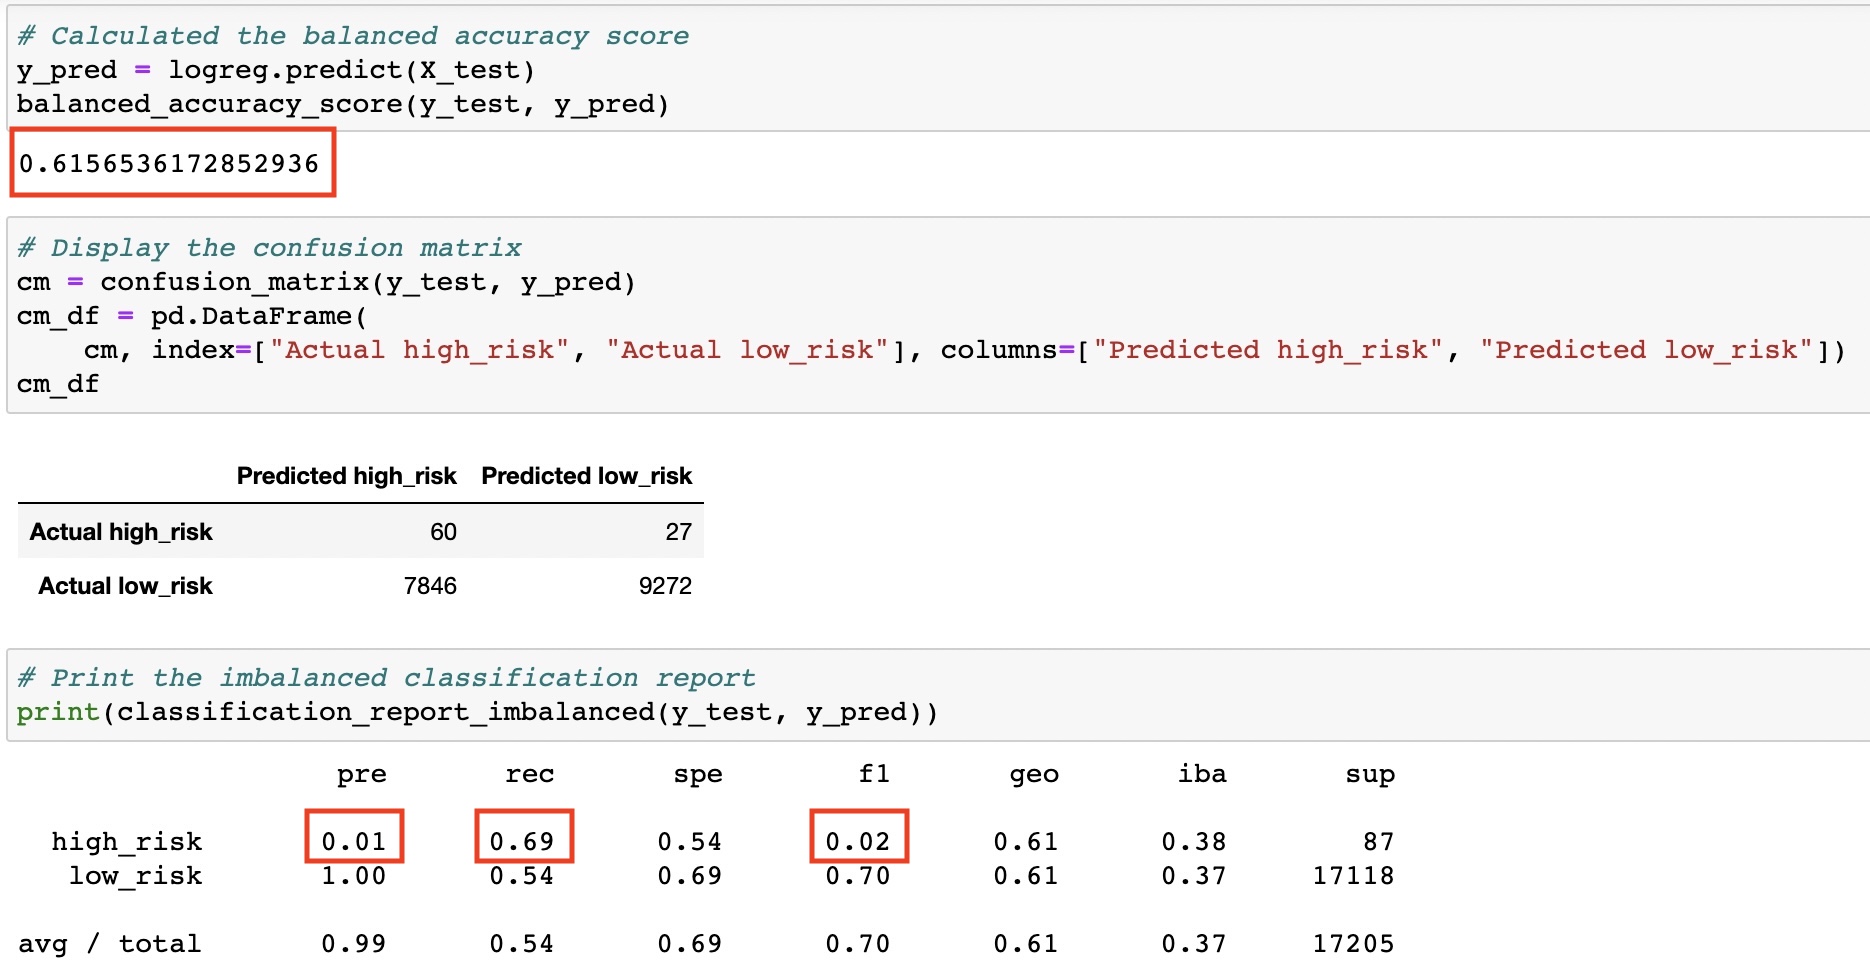 # Calculated the balanced accuracy score
y_pred = logreg.predict(X_test)
balanced_accuracy_score(y_test, y_pred)
0.6156536172852936
# Display the confusion matrix
cm = confusion_matrix(y_test, y_pred)
cm_df = pd.DataFrame(
    cm, index=["Actual high_risk", "Actual low_risk"], columns=["Predicted high_risk", "Predicted low_risk"])
cm_df
Predicted high_risk Predicted low_risk
Actual high_risk 60 27
Actual low_risk 7846 9272
# Print the imbalanced classification report
print(classification_report_imbalanced(y_test, y_pred))
pre rec spe f1 geo iba sup
high_risk 0.01 0.69 0.54 0.02 0.61 0.38 87
low_risk 1.00 0.54 0.69 0.70 0.61 0.37 17118
avg / total 0.99 0.54 0.69 0.70 0.61 0.37 17205